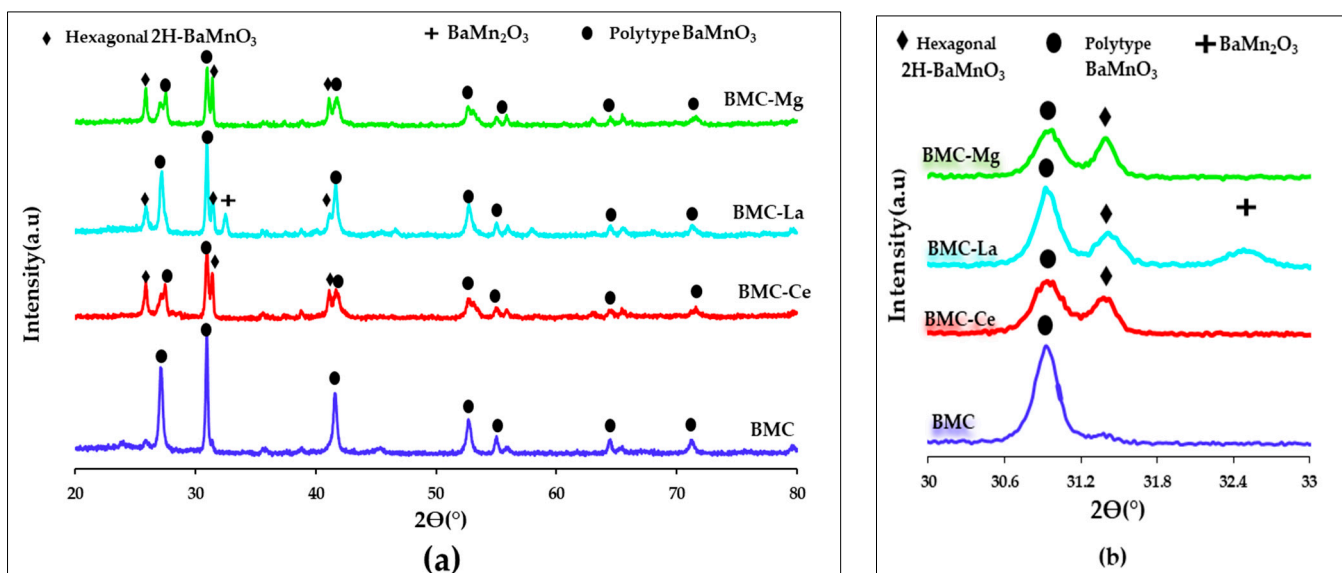 Hexagonal 2H-BaMnO₃
BaMn₂O₃
Polytype BaMnO₃
BMC-Mg
BMC-La
BMC-Ce
BMC
Intensity(a.u)
20 30 40 50 60 70 80
2Ө(°)
(a)
Hexagonal
2H-BaMnO₃
Polytype
BaMnO₃
BaMn₂O₃
BMC-Mg
BMC-La
BMC-Ce
BMC
Intensity(a.u)
30 30.6 31.2 31.8 32.4 33
2Ө(°)
(b)